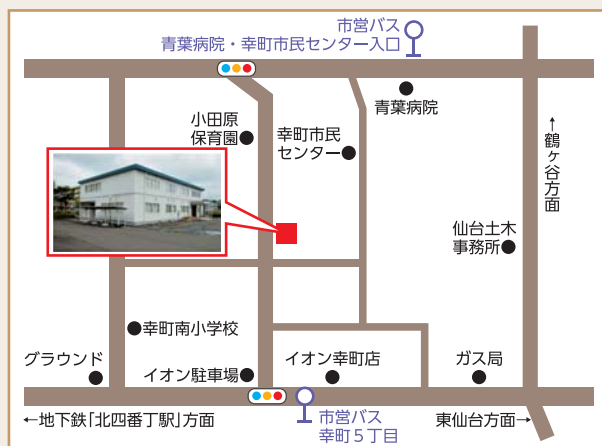 市営バス
青葉病院・幸町市民センター入口
青葉病院
小田原
保育園
幸町市民
センター
←鶴ヶ谷方面
仙台土木
事務所
幸町南小学校
グラウンド
イオン駐車場
イオン幸町店
ガス局
←地下鉄「北四番丁駅」方面
市営バス
幸町5丁目
東仙台方面→